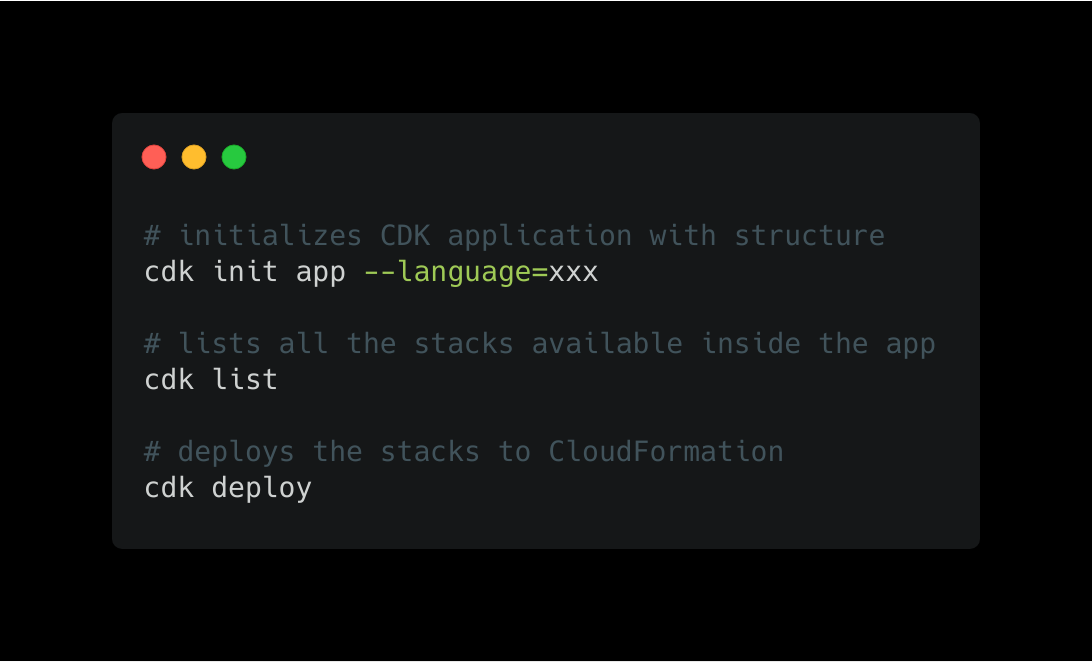 # initializes CDK application with structure
cdk init app --language=xxx
# lists all the stacks available inside the app
cdk list
# deploys the stacks to CloudFormation
cdk deploy